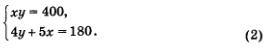 xy = 400,
4y + 5x = 180.
(2)